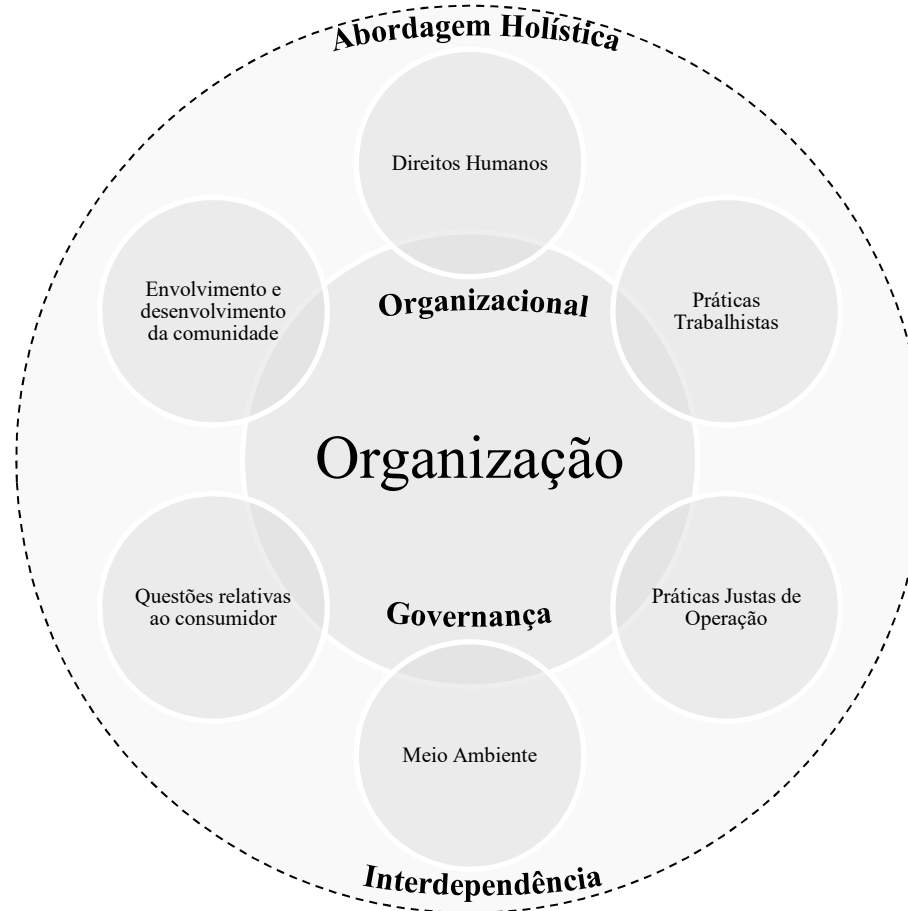 Abordagem Holística
Direitos Humanos
Envolvimento e
desenvolvimento
da comunidade
Organizacional
Práticas
Trabalhistas
Organização
Questões relativas
ao consumidor
Governança
Práticas Justas de
Operação
Meio Ambiente
Interdependência